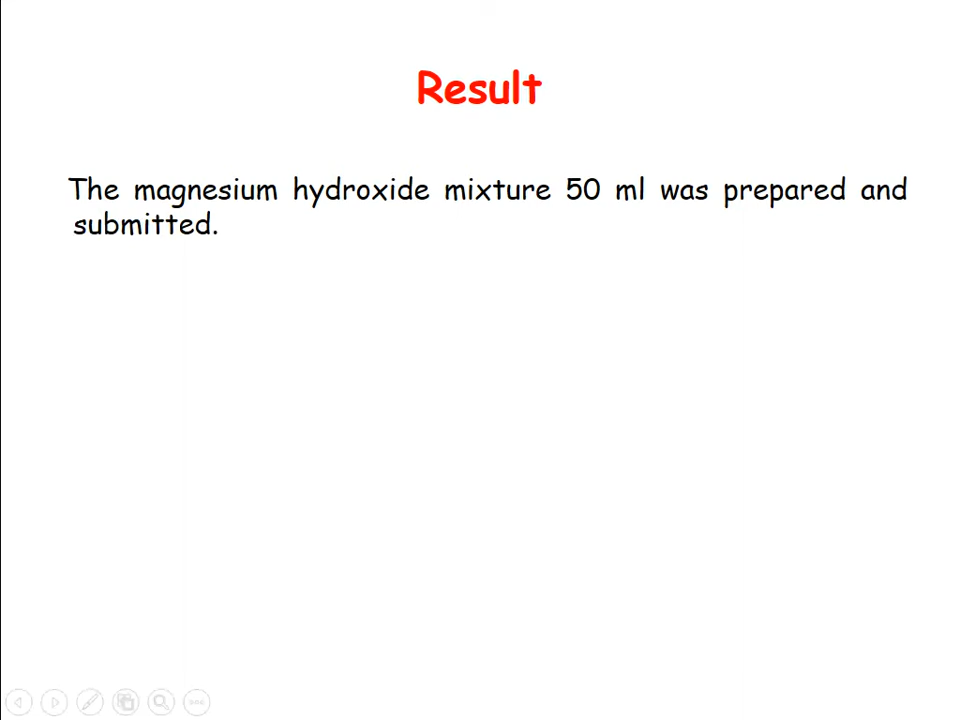 Result
The magnesium hydroxide mixture 50 ml was prepared and
submitted.